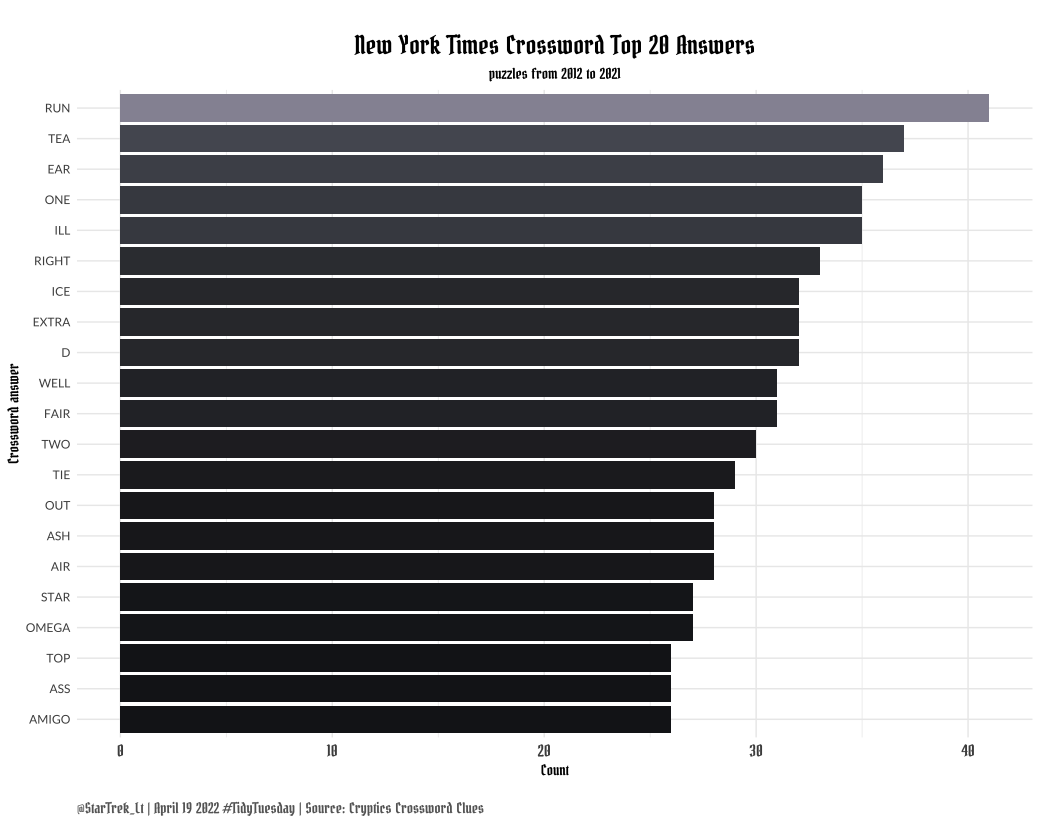 New York Times Crossword Top 20 Answers
puzzles from 2012 to 2021
RUN
TEA
EAR
ONE
ILL
RIGHT
ICE
EXTRA
D
WELL
FAIR
TWO
TIE
OUT
ASH
AIR
STAR
OMEGA
TOP
ASS
AMIGO
Crossword answer
0 10 20 30 40
Count
@StarTrek_Lt | April 19 2022 #TidyTuesday | Source: Cryptics Crossword Clues